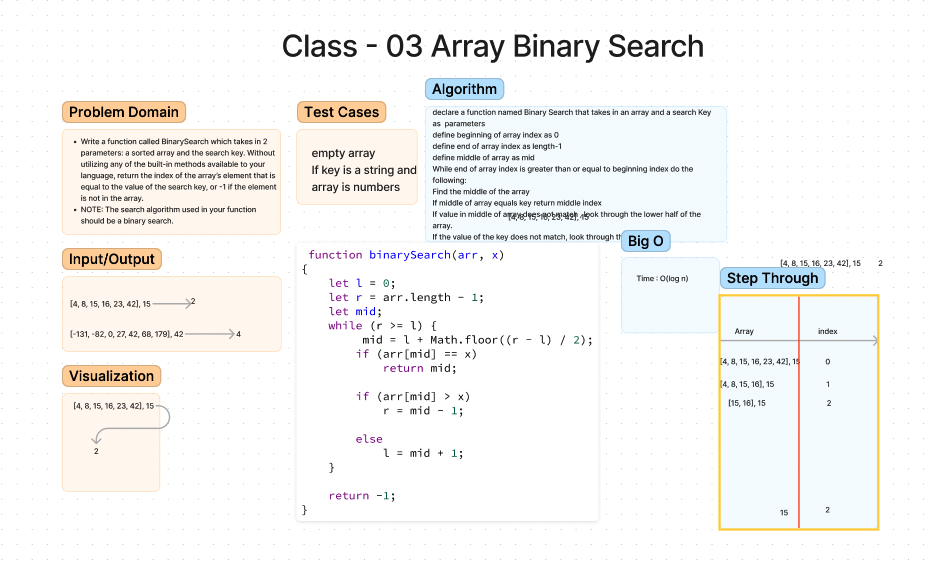 Class - 03 Array Binary Search
Problem Domain
• Write a function called BinarySearch which takes in 2
parameters: a sorted array and the search key. Without
utilizing any of the built-in methods available to your
language, return the index of the array's element that is
equal to the value of the search key, or -1 if the element
is not in the array.
• NOTE: The search algorithm used in your function
should be a binary search.
Test Cases
empty array
If key is a string and
array is numbers
Algorithm
declare a function named Binary Search that takes in an array and a search Key
as parameters
define beginning of array index as 0
define end of array index as length-1
define middle of array as mid
While end of array index is greater than or equal to beginning index do the
following:
Find the middle of the array
If middle of array equals key return middle index
If value in middle of array does not match, look through the lower half of the
array.
[4, 8, 15, 16, 23, 42], 15
If the value of the key does not match, look through th
Input/Output
[4, 8, 15, 16, 23, 42], 15
2
[-131, -82, 0, 27, 42, 68, 179], 42
4
Visualization
[4, 8, 15, 16, 23, 42], 15
2
function binarySearch(arr, x)
{
let l = 0;
let r = arr.length - 1;
let mid;
while (r >= l) {
mid = l + Math.floor((r - l) / 2);
if (arr[mid] == x)
return mid;
if (arr[mid] > x)
r = mid - 1;
else
l = mid + 1;
}
return -1;
}
Big O
Time : O(log n)
[4, 8, 15, 16, 23, 42], 15 2
Step Through
Array index
[4, 8, 15, 16, 23, 42], 15 0
[4, 8, 15, 16], 15 1
[15, 16], 15 2
15 2